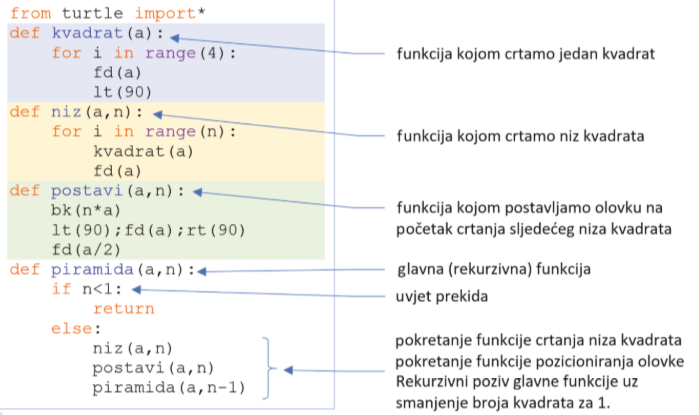 from turtle import*
def kvadrat(a):
    for i in range(4):
        fd(a)
        lt(90)
def niz(a,n):
    for i in range(n):
        kvadrat(a)
        fd(a)
def postavi(a,n):
    bk(n*a)
    lt(90);fd(a);rt(90)
    fd(a/2)
def piramida(a,n):
    if n<1:
        return
    else:
        niz(a,n)
        postavi(a,n)
        piramida(a,n-1)
funkcija kojom crtamo jedan kvadrat
funkcija kojom crtamo niz kvadrata
funkcija kojom postavljamo olovku na
početak crtanja sljedećeg niza kvadrata
glavna (rekurzivna) funkcija
uvjet prekida
pokretanje funkcije crtanja niza kvadrata
pokretanje funkcije pozicioniranja olovke
Rekurzivni poziv glavne funkcije uz
smanjenje broja kvadrata za 1.